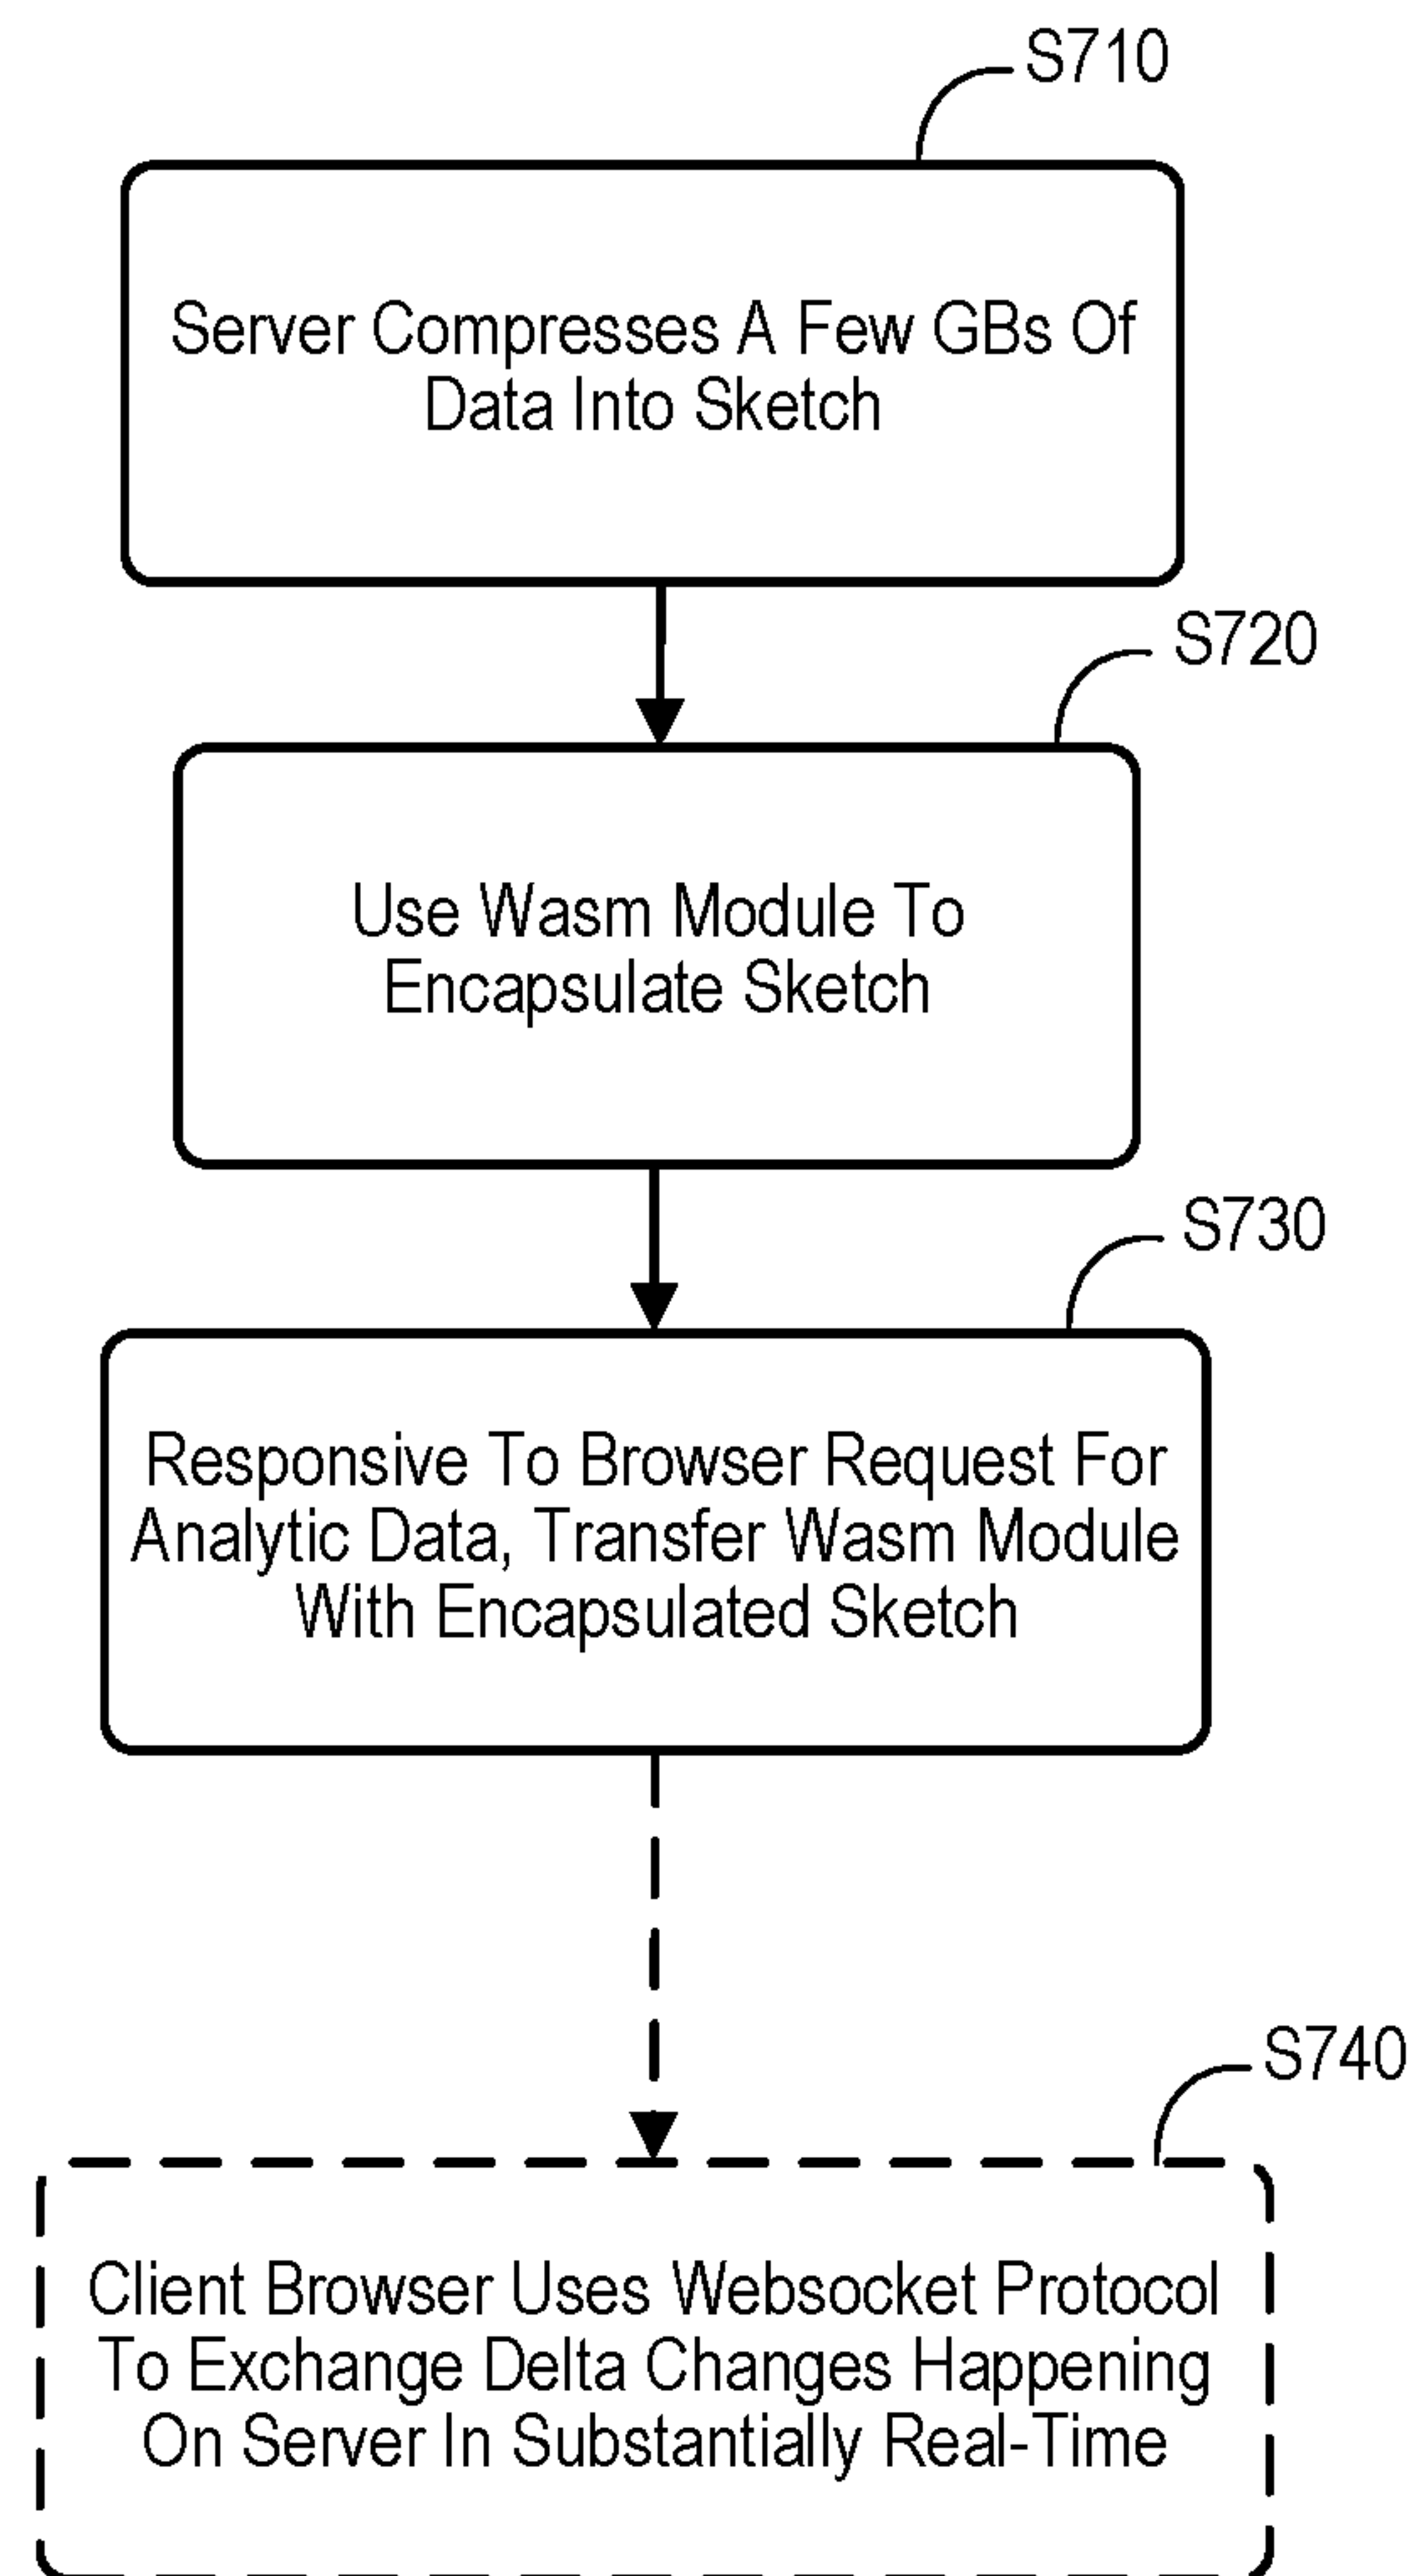 S710
Server Compresses A Few GBs Of
Data Into Sketch
S720
Use Wasm Module To
Encapsulate Sketch
S730
Responsive To Browser Request For
Analytic Data, Transfer Wasm Module
With Encapsulated Sketch
S740
Client Browser Uses Websocket Protocol
To Exchange Delta Changes Happening
On Server In Substantially Real-Time